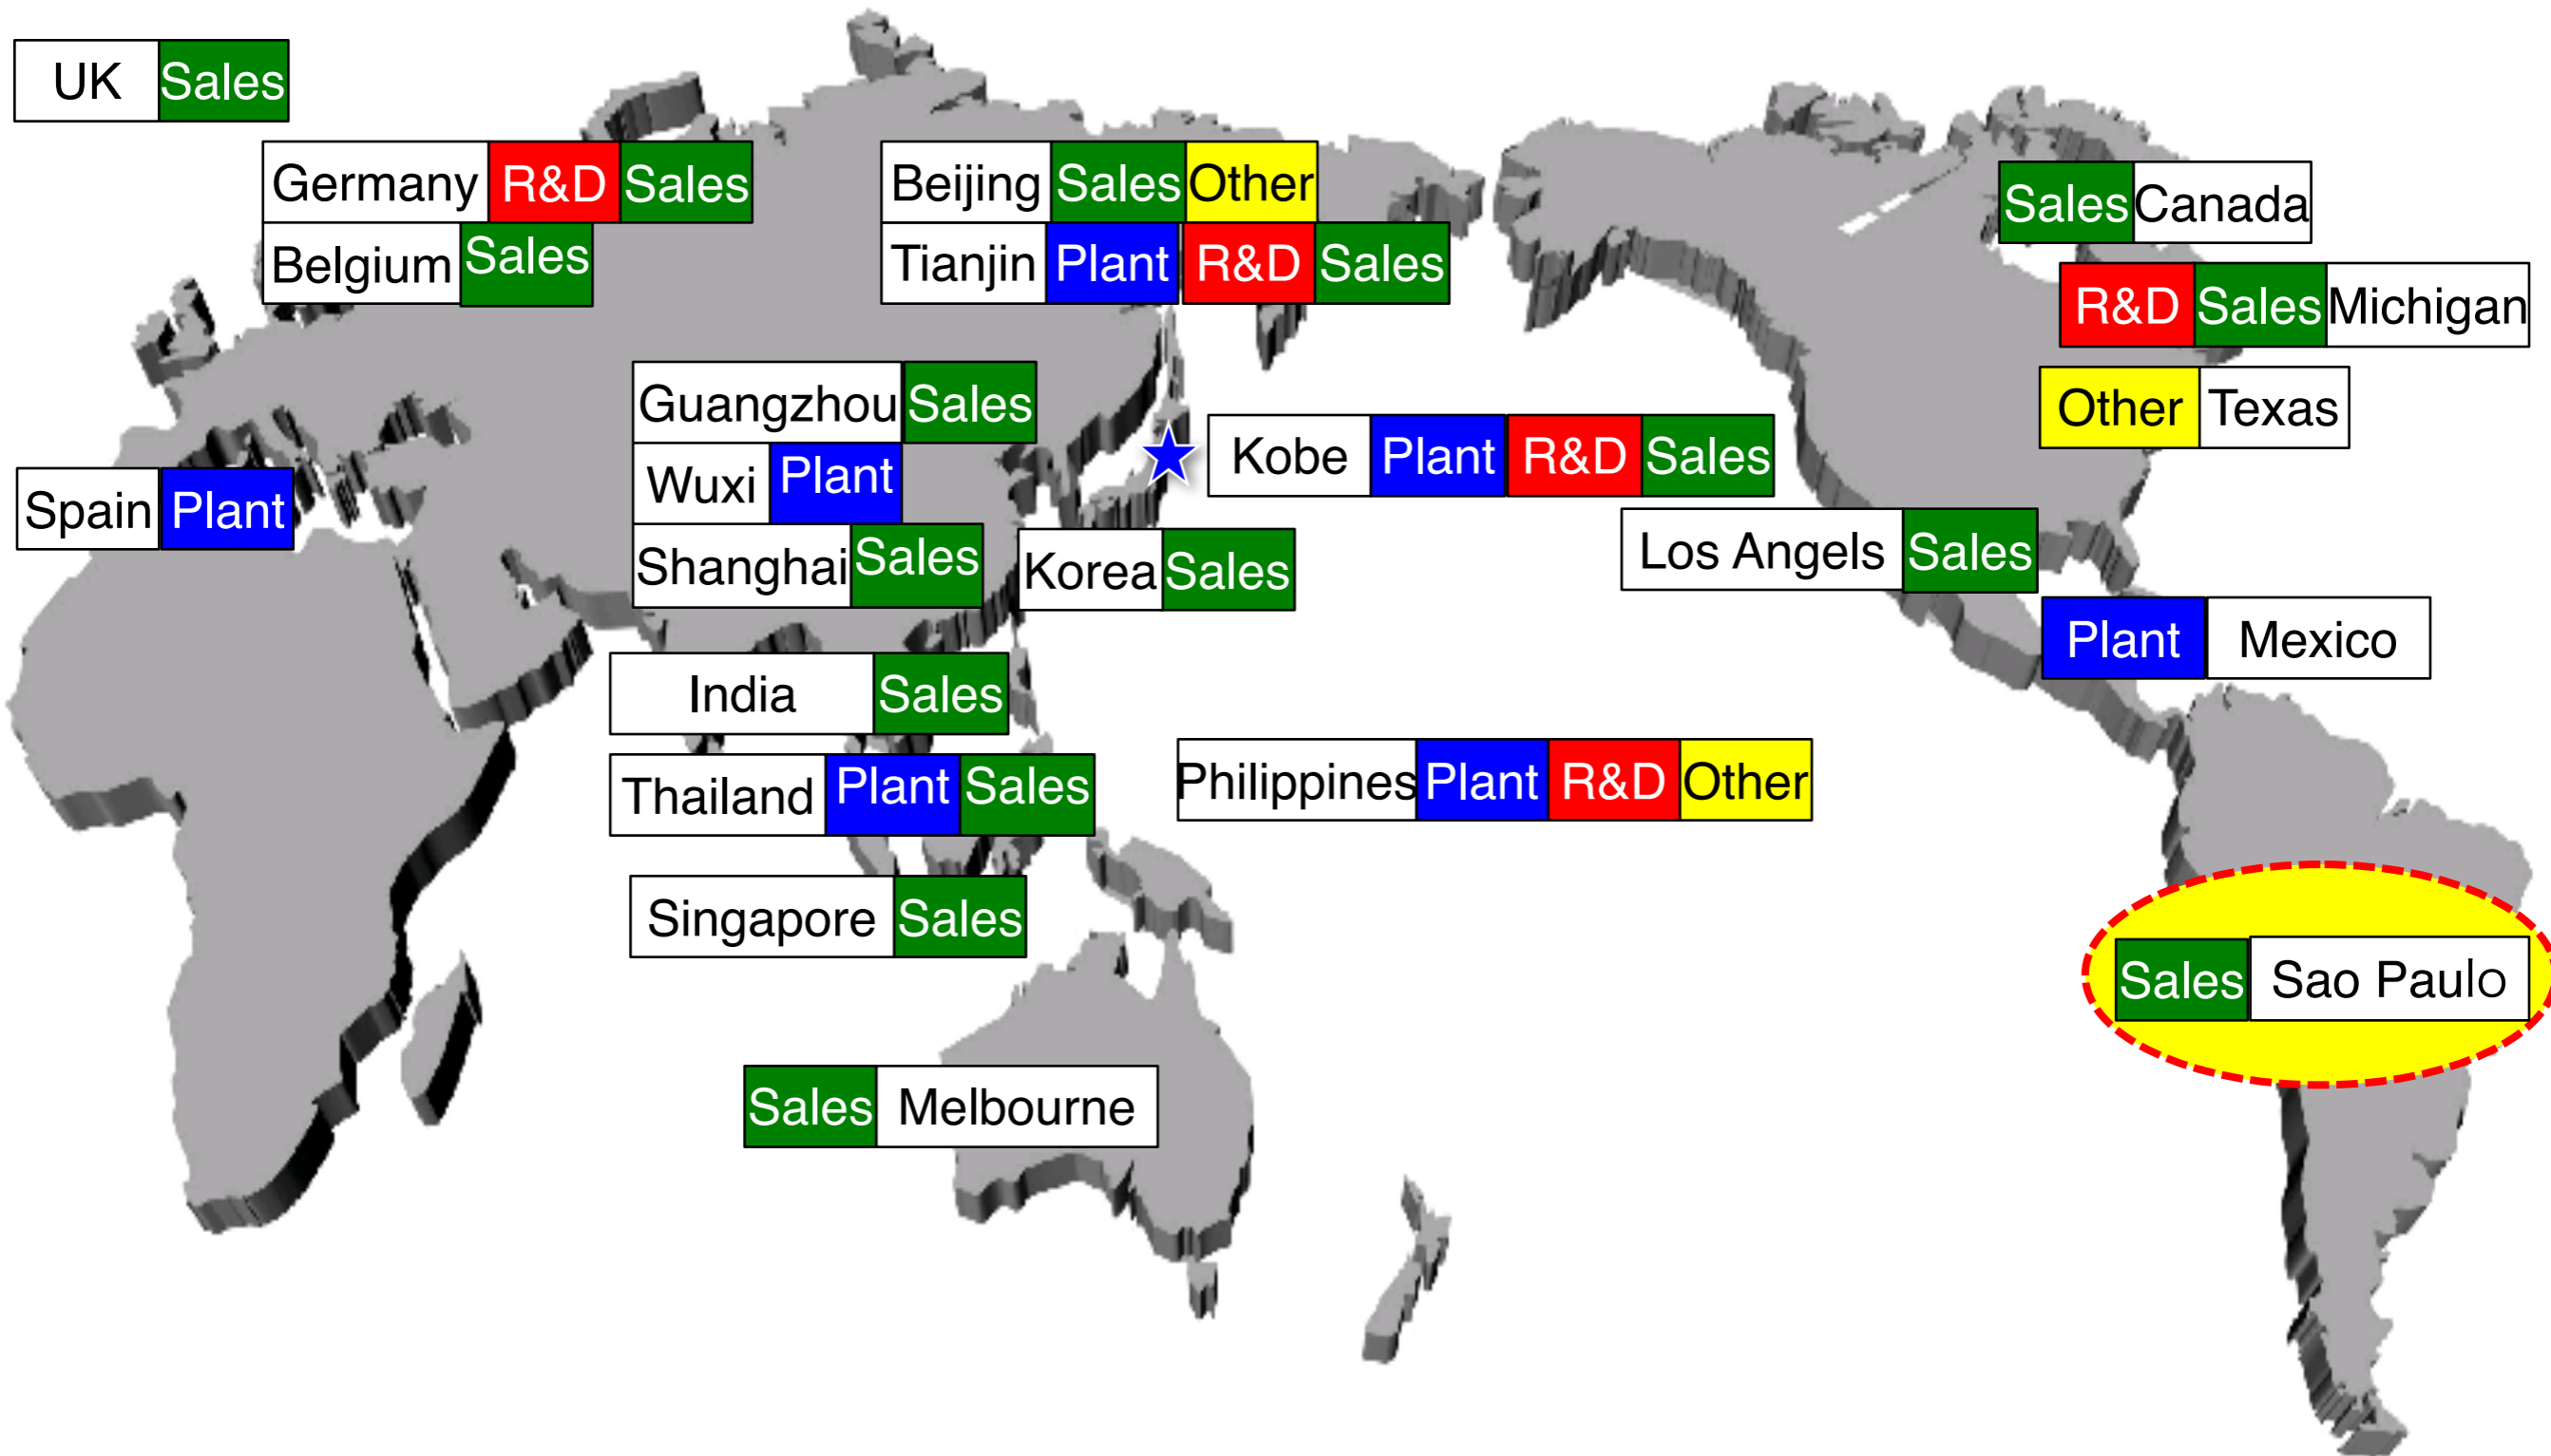 UK Sales
Germany R&D Sales
Belgium Sales
Beijing Sales Other
Tianjin Plant R&D Sales
Sales Canada
R&D Sales Michigan
Other Texas
Guangzhou Sales
Wuxi Plant
Shanghai Sales
Kobe Plant R&D Sales
Spain Plant
Korea Sales
Los Angels Sales
Plant Mexico
India Sales
Thailand Plant Sales
Philippines Plant R&D Other
Singapore Sales
Sales Sao Paulo
Sales Melbourne